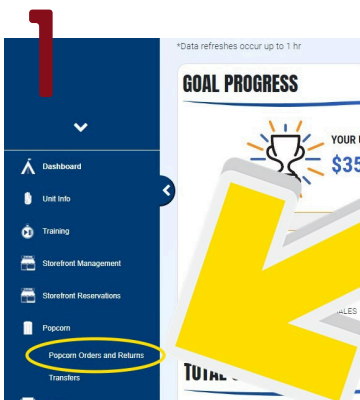 1
*Data refreshes occur up to 1 hr
GOAL PROGRESS
YOUR
$35
Dashboard
Unit Info
Training
Storefront Management
Storefront Reservations
Popcorn
Popcorn Orders and Returns
Transfers
TOTAL